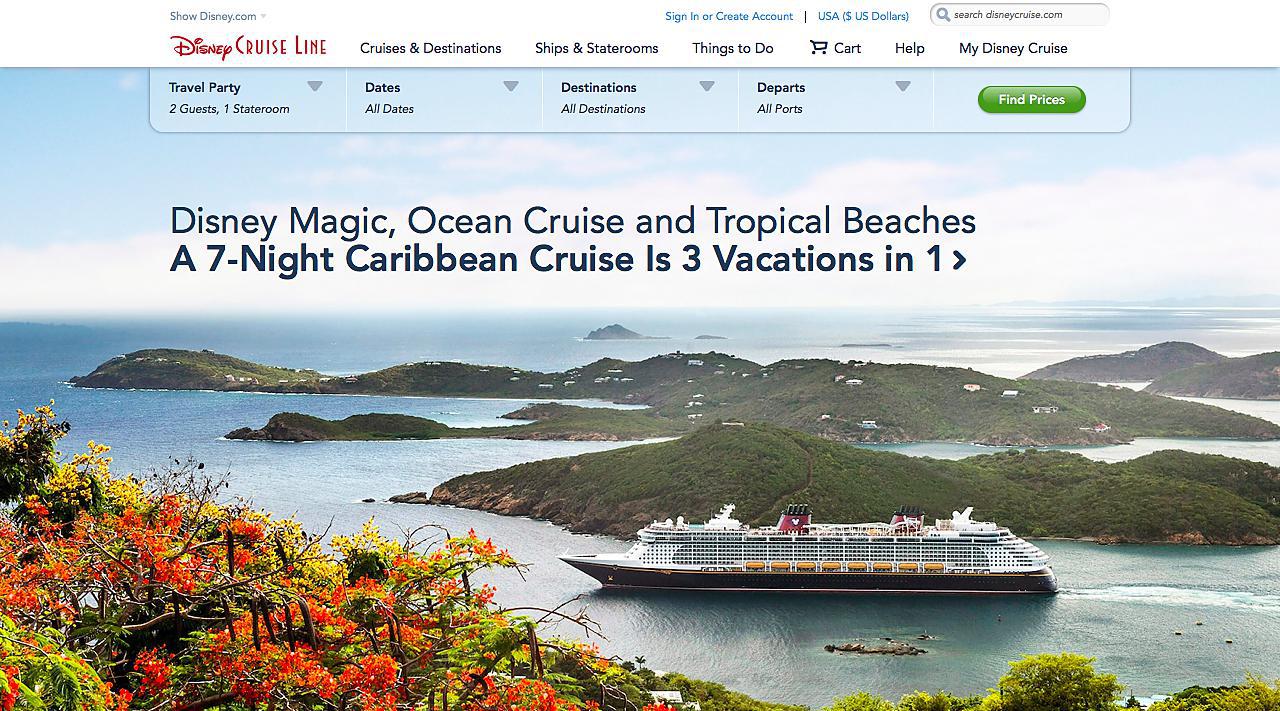 Show Disney.com
Sign In or Create Account | USA ($ US Dollars)
search disneycruise.com
Disney Cruise Line
Cruises & Destinations
Ships & Staterooms
Things to Do
Cart
Help
My Disney Cruise
Travel Party
2 Guests, 1 Stateroom
Dates
All Dates
Destinations
All Destinations
Departs
All Ports
Find Prices
Disney Magic, Ocean Cruise and Tropical Beaches
A 7-Night Caribbean Cruise Is 3 Vacations in 1 ›